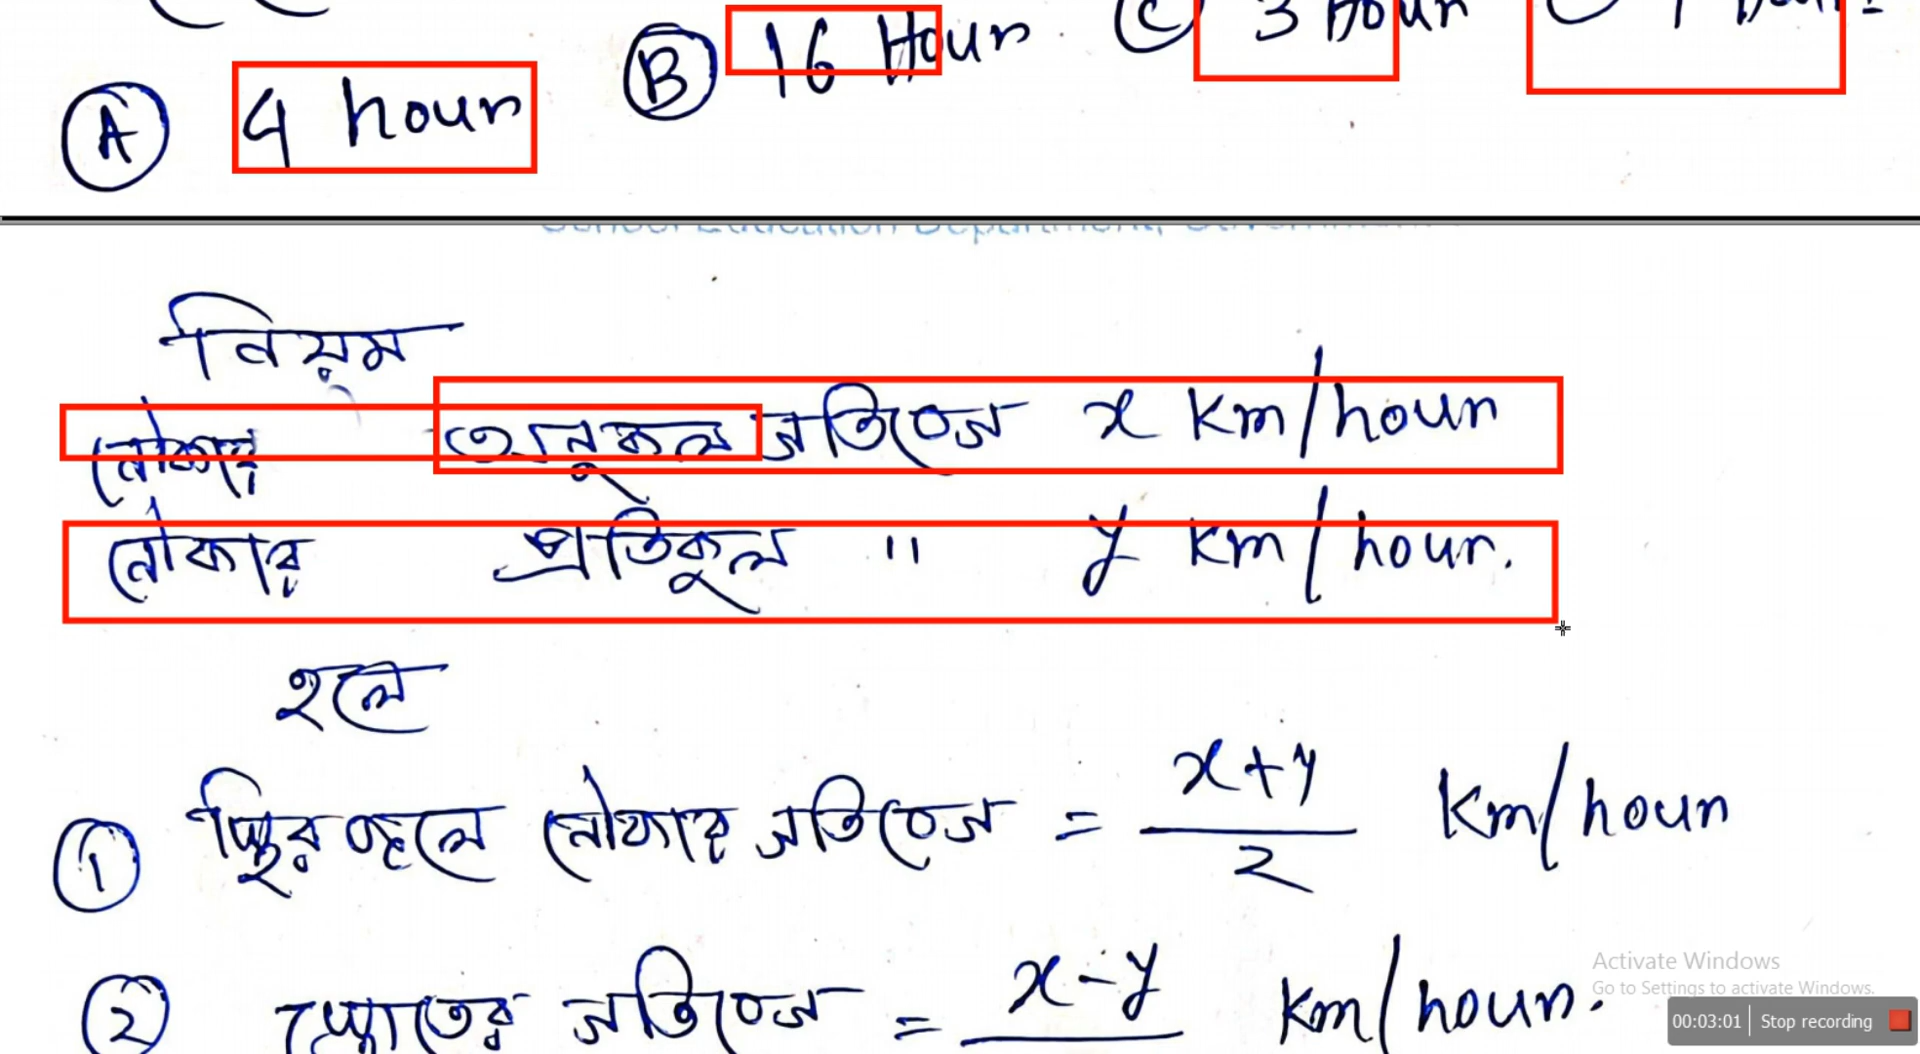 A 4 hour B 16 Hour C 3 Hour
নিয়ম
নৌকার অনুকূল গতিবেগ x km/hour
নৌকার প্রতিকূল " y km/hour.
হলে
1 স্থির জলে নৌকার গতিবেগ = x+y/2 km/hour
2 স্রোতের গতিবেগ = x-y km/hour.
Activate Windows
Go to Settings to activate Windows.
00:03:01 Stop recording